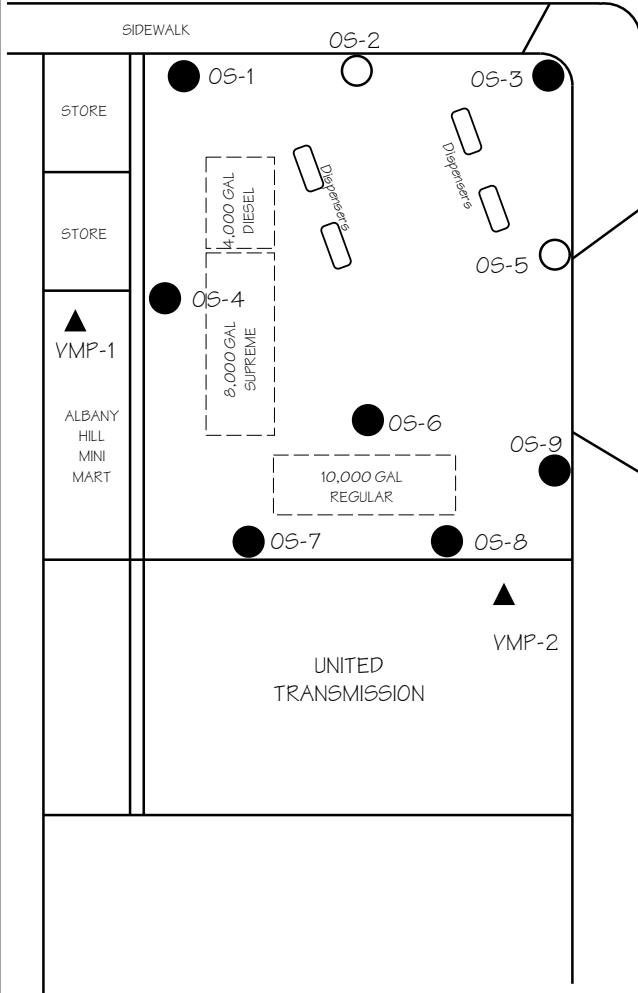 SIDEWALK
OS-2
OS-1
OS-3
STORE
Dispensers
Dispensers
4,000 GAL
DIESEL
STORE
OS-5
OS-4
VMP-1
8,000 GAL
SUPREME
ALBANY
HILL
MINI
MART
OS-6
OS-9
10,000 GAL
REGULAR
OS-7
OS-8
VMP-2
UNITED
TRANSMISSION